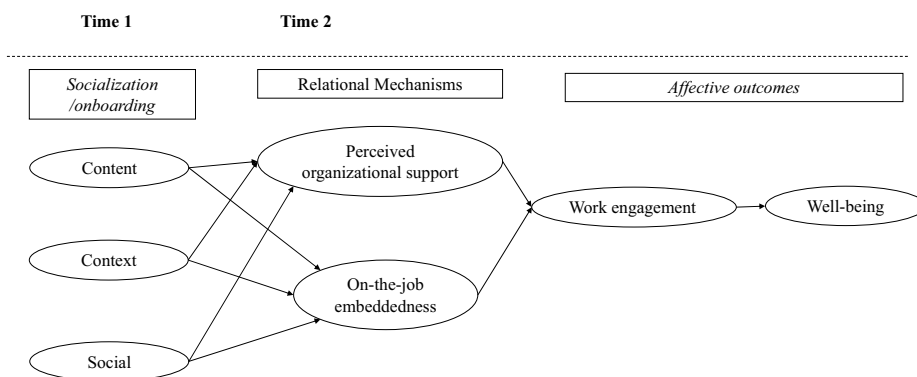 Time 1 Time 2
Socialization
/onboarding
Relational Mechanisms
Affective outcomes
Content
Perceived
organizational support
Work engagement
Well-being
Context
On-the-job
embeddedness
Social